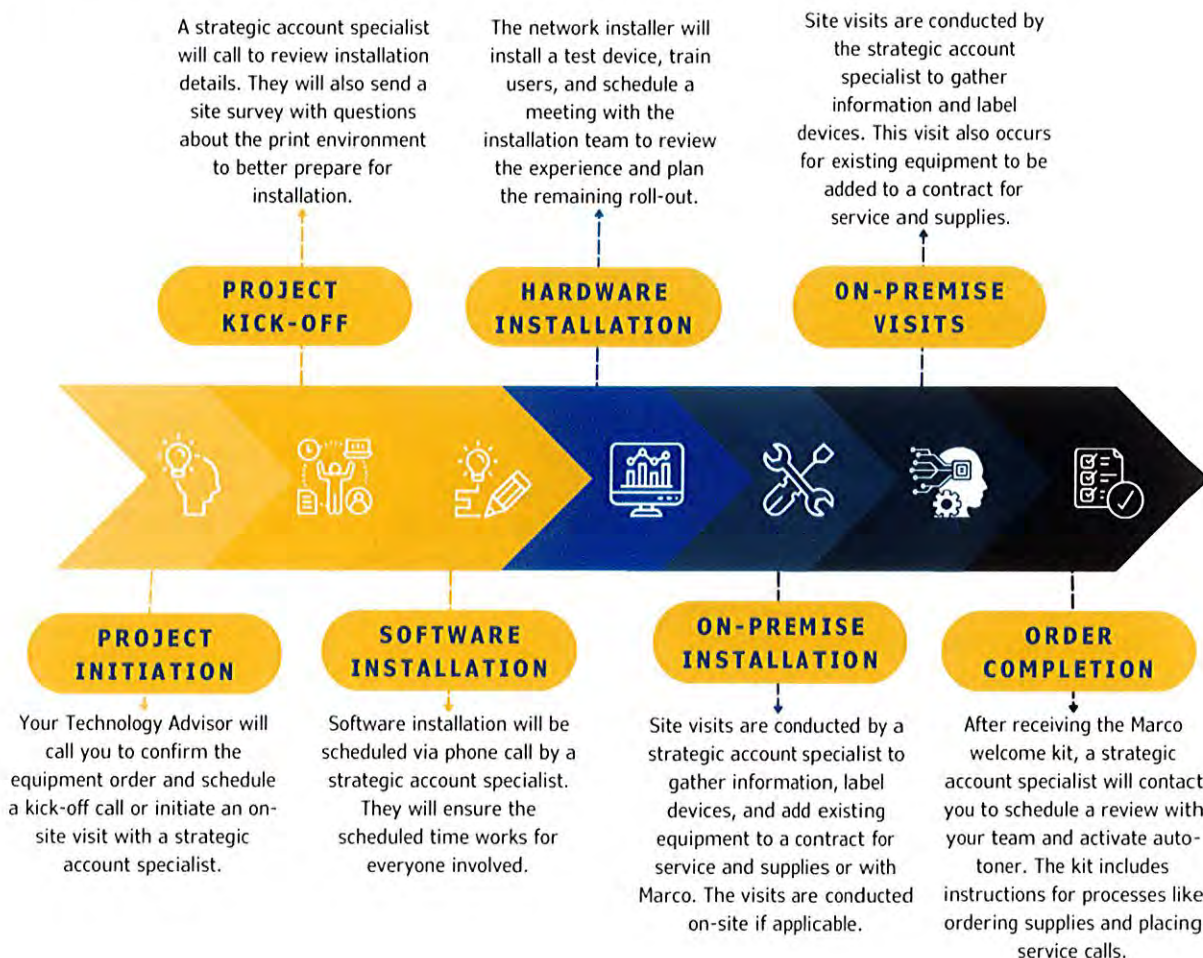 A strategic account specialist
will call to review installation
details. They will also send a
site survey with questions
about the print environment
to better prepare for
installation.
PROJECT
KICK-OFF
The network installer will
install a test device, train
users, and schedule a
meeting with the
installation team to review
the experience and plan
the remaining roll-out.
HARDWARE
INSTALLATION
Site visits are conducted by
the strategic account
specialist to gather
information and label
devices. This visit also occurs
for existing equipment to be
added to a contract for
service and supplies.
ON-PREMISE
VISITS
PROJECT
INITIATION
Your Technology Advisor will
call you to confirm the
equipment order and schedule
a kick-off call or initiate an on-
site visit with a strategic
account specialist.
SOFTWARE
INSTALLATION
Software installation will be
scheduled via phone call by a
strategic account specialist.
They will ensure the
scheduled time works for
everyone involved.
ON-PREMISE
INSTALLATION
Site visits are conducted by a
strategic account specialist to
gather information, label
devices, and add existing
equipment to a contract for
service and supplies or with
Marco. The visits are conducted
on-site if applicable.
ORDER
COMPLETION
After receiving the Marco
welcome kit, a strategic
account specialist will contact
you to schedule a review with
your team and activate auto-
toner. The kit includes
instructions for processes like
ordering supplies and placing
service calls.